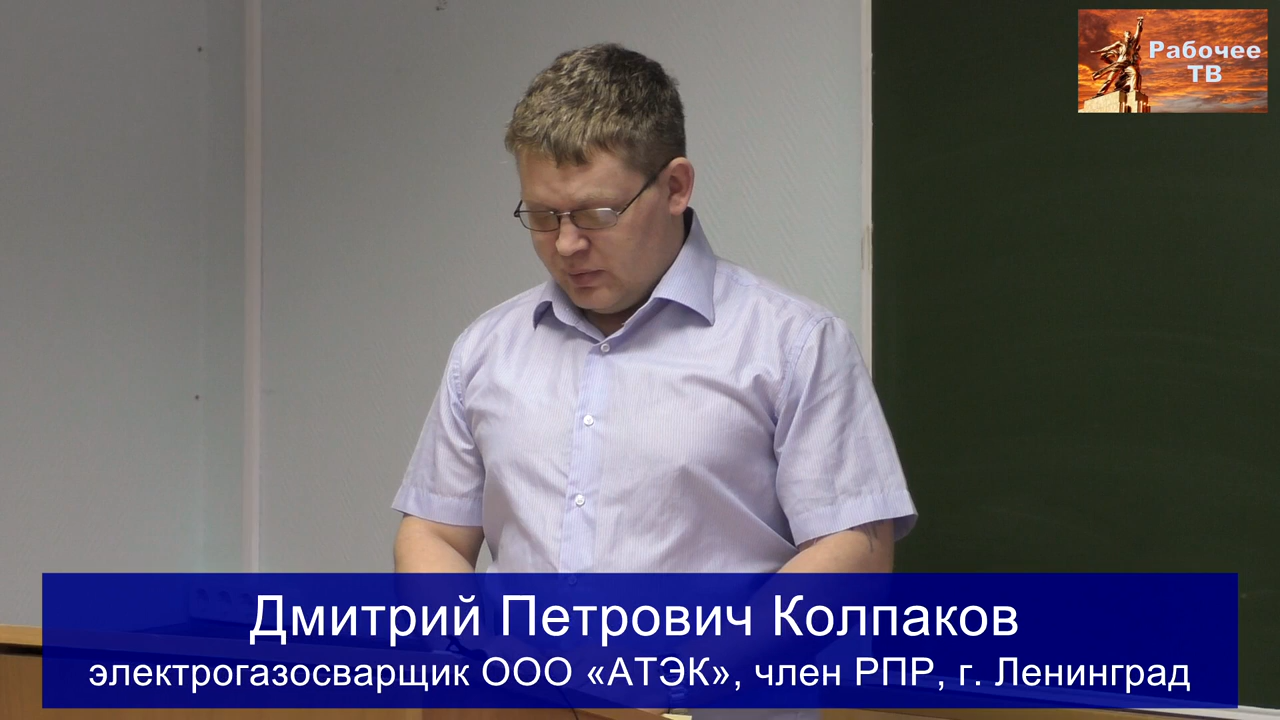 Рабочее
ТВ
Дмитрий Петрович Колпаков
электрогазосварщик ООО «АТЭК», член РПР, г. Ленинград